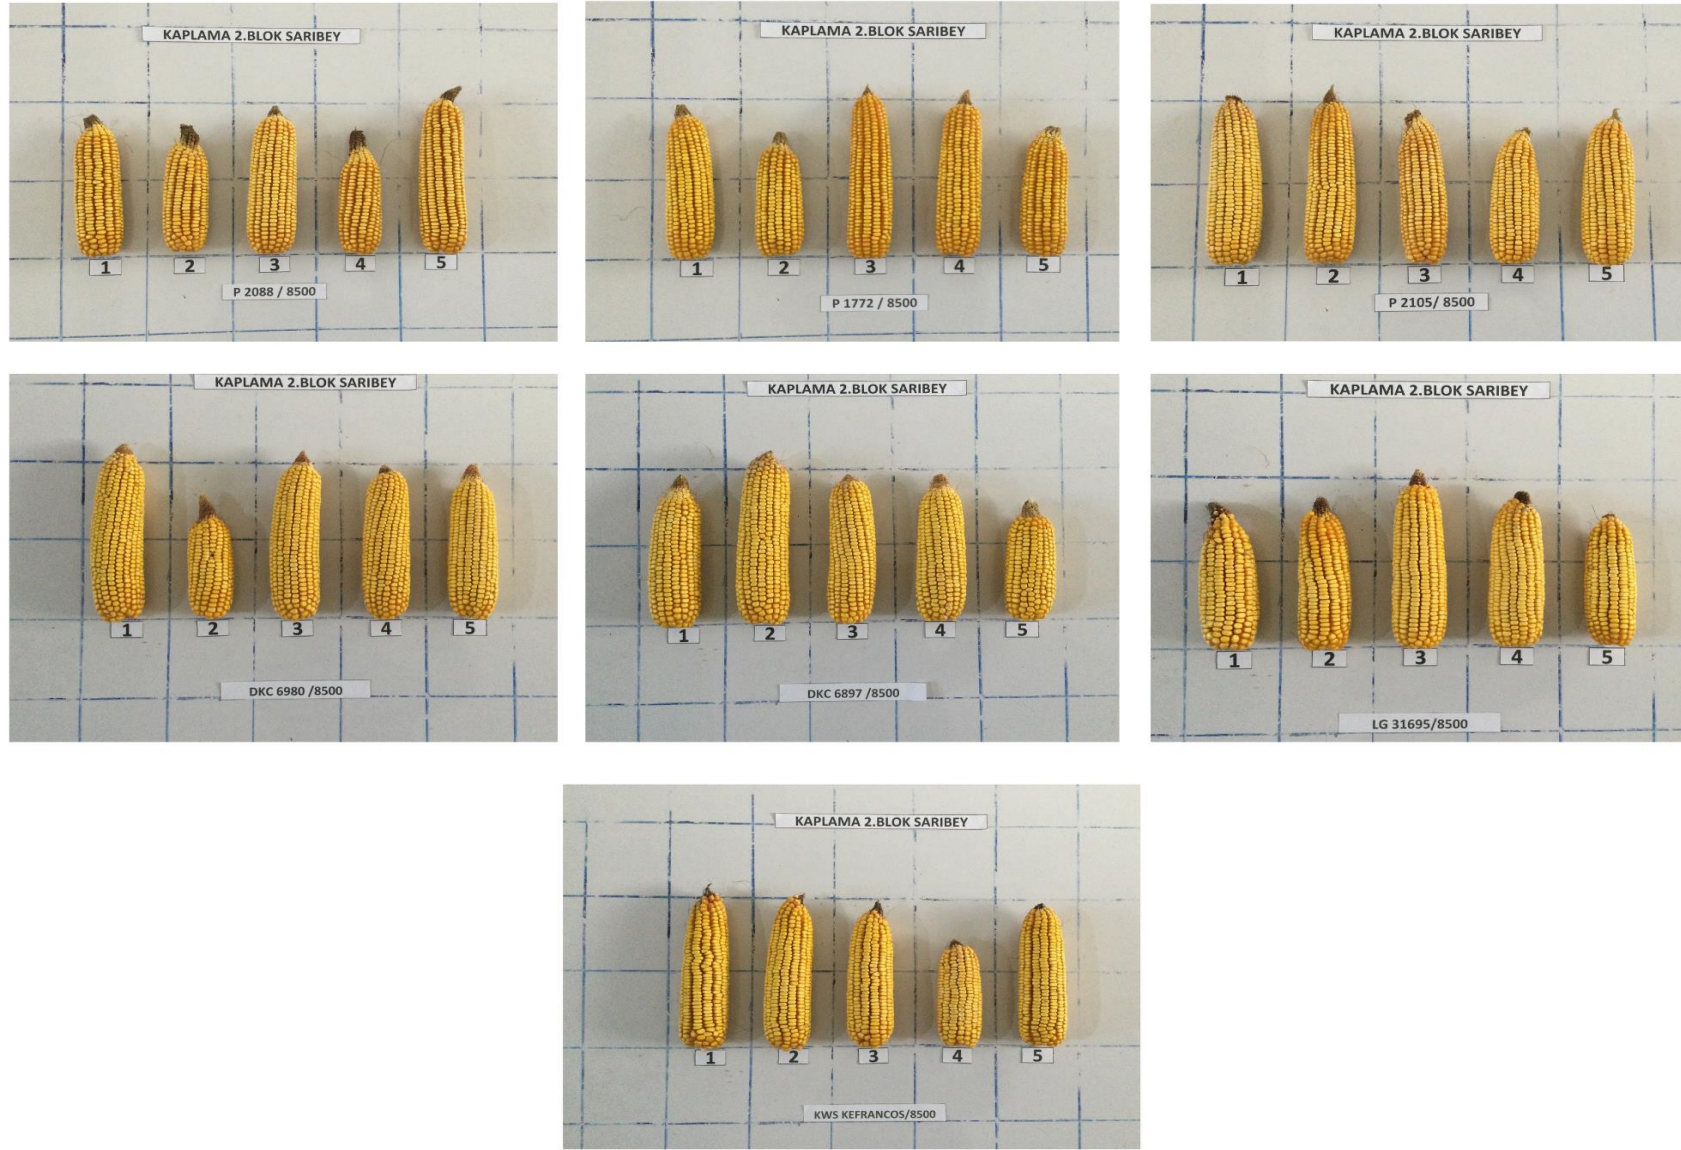 KAPLAMA 2.BLOK SARIBEY
1 2 3 4 5
P 2088 / 8500
KAPLAMA 2.BLOK SARIBEY
1 2 3 4 5
P 1772 / 8500
KAPLAMA 2.BLOK SARIBEY
1 2 3 4 5
P 2105/ 8500
KAPLAMA 2.BLOK SARIBEY
1 2 3 4 5
DKC 6980 /8500
KAPLAMA 2.BLOK SARIBEY
1 2 3 4 5
DKC 6897 /8500
KAPLAMA 2.BLOK SARIBEY
1 2 3 4 5
LG 31695/8500
KAPLAMA 2.BLOK SARIBEY
1 2 3 4 5
KWS KEFRANCOS/8500